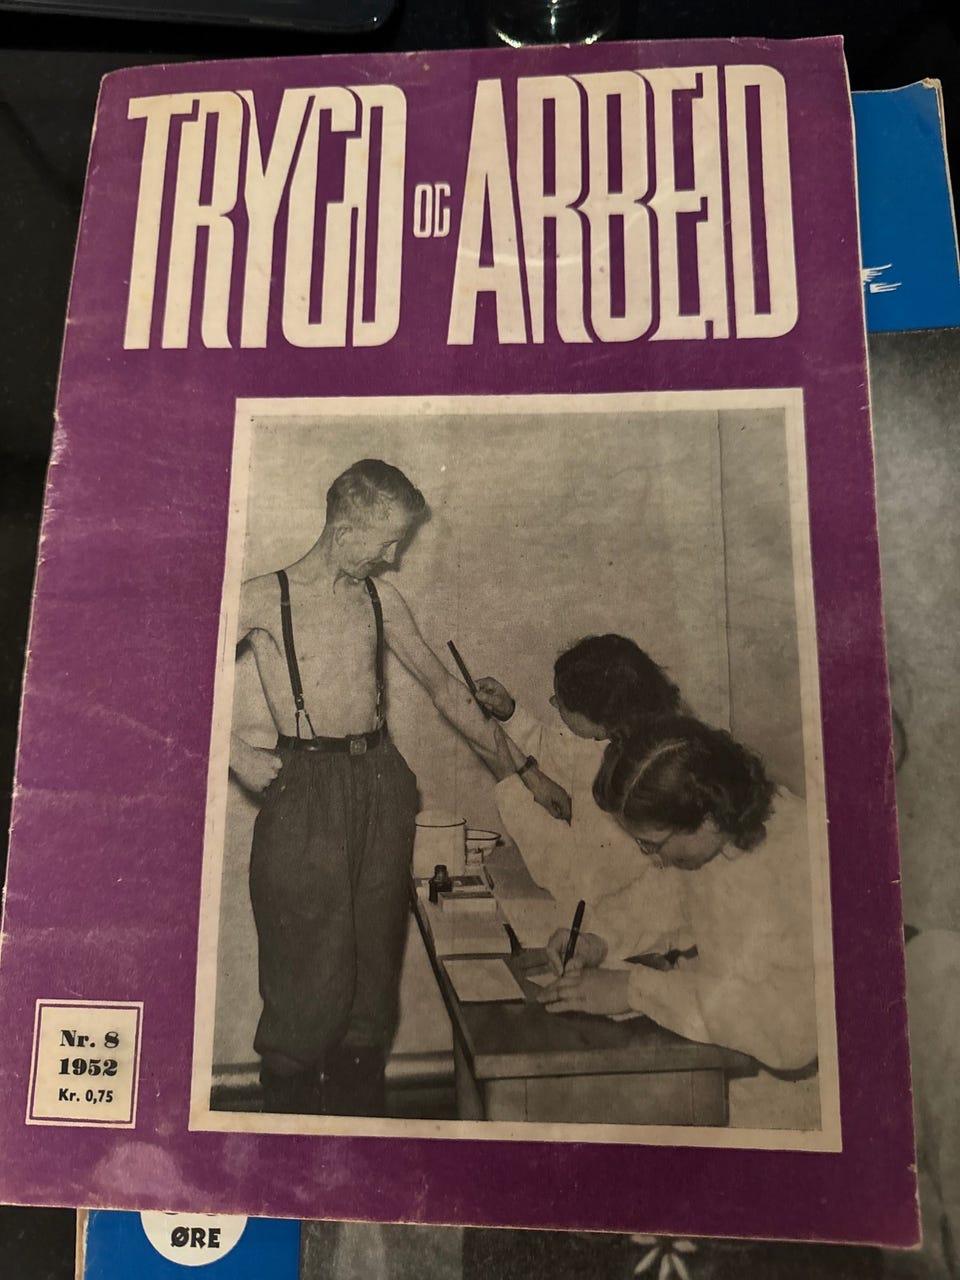 TRYGD OG ARBEID
Nr. 8
1952
Kr. 0,75
ØRE